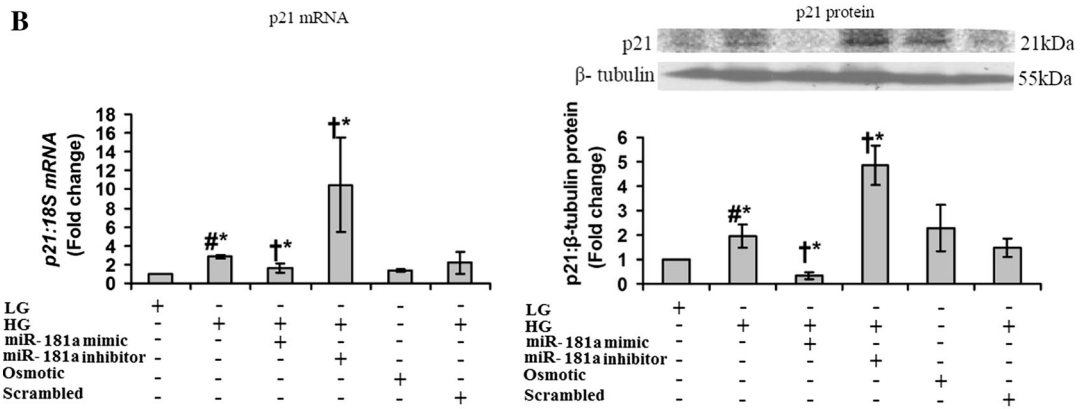 B
p21 mRNA
p21 protein
p21
21kDa
β- tubulin
55kDa
p21:18S mRNA
(Fold change)
18
16
14
12
10
8
6
4
2
0
#*
†*
†*
p21:β-tubulin protein
(Fold change)
6
5
4
3
2
1
0
#*
†*
†*
LG + - - - - -
HG - + + + - +
miR-181a mimic - - + - - -
miR-181a inhibitor - - - + - -
Osmotic - - - - + -
Scrambled - - - - - +
LG + - - - - -
HG - + + + - +
miR-181a mimic - - + - - -
miR-181a inhibitor - - - + - -
Osmotic - - - - + -
Scrambled - - - - - +